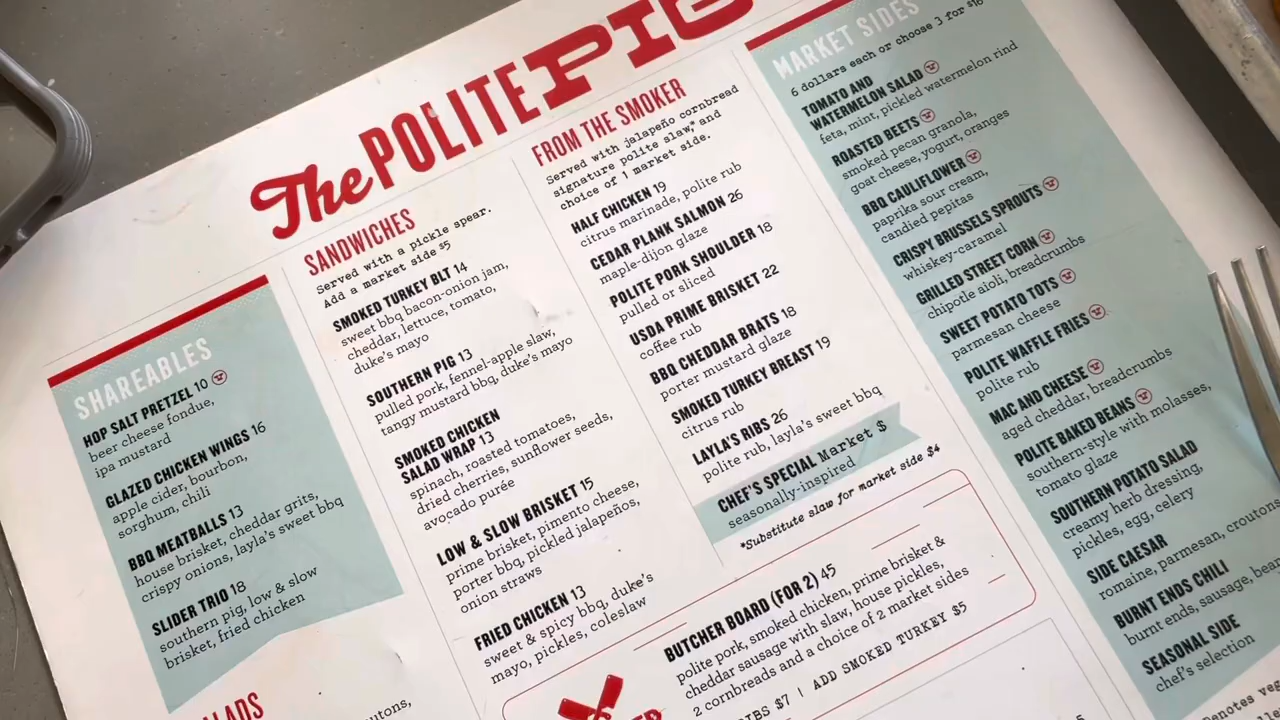 The POLITE PIG
SHAREABLES
HOP SALT PRETZEL 10
beer cheese fondue,
ipa mustard
GLAZED CHICKEN WINGS 16
apple cider, bourbon,
sorghum, chili
BBQ MEATBALLS 13
house brisket, cheddar grits,
crispy onions, layla's sweet bbq
SLIDER TRIO 18
southern pig, low & slow
brisket, fried chicken
SANDWICHES
Served with a pickle spear.
Add a market side $5
SMOKED TURKEY BLT 14
sweet bbq bacon-onion jam,
cheddar, lettuce, tomato,
duke's mayo
SOUTHERN PIG 13
pulled pork, fennel-apple slaw,
tangy mustard bbq, duke's mayo
SMOKED CHICKEN
SALAD WRAP 13
spinach, roasted tomatoes,
dried cherries, sunflower seeds,
avocado purée
LOW & SLOW BRISKET 15
prime brisket, pimento cheese,
porter bbq, pickled jalapeños,
onion straws
FRIED CHICKEN 13
sweet & spicy bbq, duke's
mayo, pickles, coleslaw
FROM THE SMOKER
Served with jalapeño cornbread
signature polite slaw,* and
choice of 1 market side.
HALF CHICKEN 19
citrus marinade, polite rub
CEDAR PLANK SALMON 26
maple-dijon glaze
POLITE PORK SHOULDER 18
pulled or sliced
USDA PRIME BRISKET 22
coffee rub
BBQ CHEDDAR BRATS 18
porter mustard glaze
SMOKED TURKEY BREAST 19
citrus rub
LAYLA'S RIBS 26
polite rub, layla's sweet bbq
CHEF'S SPECIAL Market $
seasonally-inspired
*Substitute slaw for market side $4
BUTCHER BOARD (FOR 2) 45
polite pork, smoked chicken, prime brisket &
cheddar sausage with slaw, house pickles,
2 cornbreads and a choice of 2 market sides
RIBS $7 | ADD SMOKED TURKEY $5
MARKET SIDES
6 dollars each or choose 3 for $16
TOMATO AND
WATERMELON SALAD
feta, mint, pickled watermelon rind
ROASTED BEETS
smoked pecan granola,
goat cheese, yogurt, oranges
BBQ CAULIFLOWER
paprika sour cream,
candied pepitas
CRISPY BRUSSELS SPROUTS
whiskey-caramel
GRILLED STREET CORN
chipotle aioli, breadcrumbs
SWEET POTATO TOTS
parmesan cheese
POLITE WAFFLE FRIES
polite rub
MAC AND CHEESE
aged cheddar, breadcrumbs
POLITE BAKED BEANS
southern-style with molasses,
tomato glaze
SOUTHERN POTATO SALAD
creamy herb dressing,
pickles, egg, celery
SIDE CAESAR
romaine, parmesan, croutons
BURNT ENDS CHILI
burnt ends, sausage,
SEASONAL SIDE
chef's selection